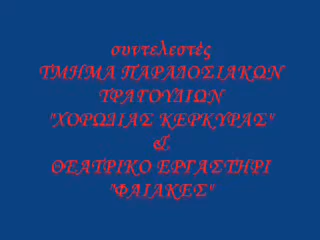 συντελεστές
ΤΜΗΜΑ ΠΑΡΑΔΟΣΙΑΚΩΝ
ΤΡΑΓΟΥΔΙΩΝ
"ΧΟΡΩΔΙΑΣ ΚΕΡΚΥΡΑΣ"
&
ΘΕΑΤΡΙΚΟ ΕΡΓΑΣΤΗΡΙ
"ΦΑΙΑΚΕΣ"